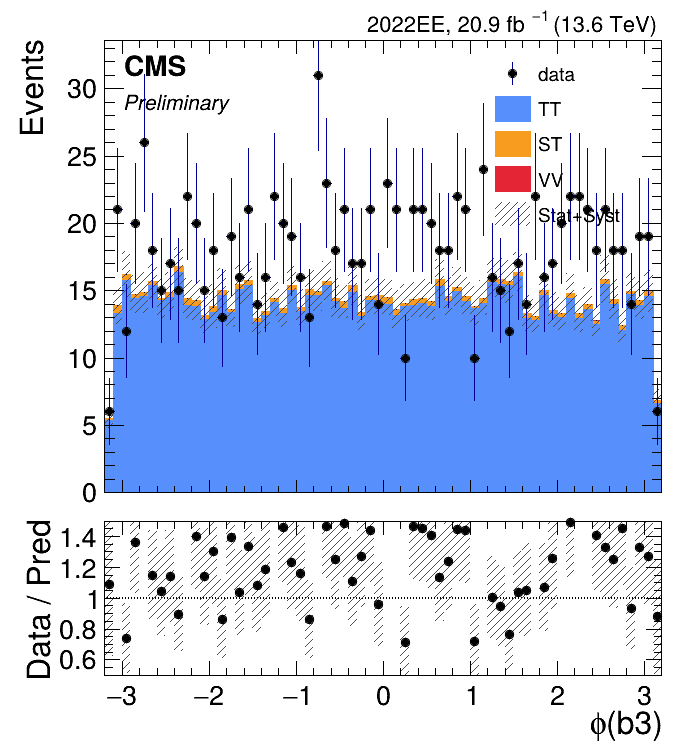 2022EE, 20.9 fb⁻¹ (13.6 TeV)
Events
CMS
Preliminary
data
TT
ST
VV
Stat+Syst
30
25
20
15
10
5
0
Data / Pred
1.4
1.2
1
0.8
0.6
−3 −2 −1 0 1 2 3
ϕ(b3)